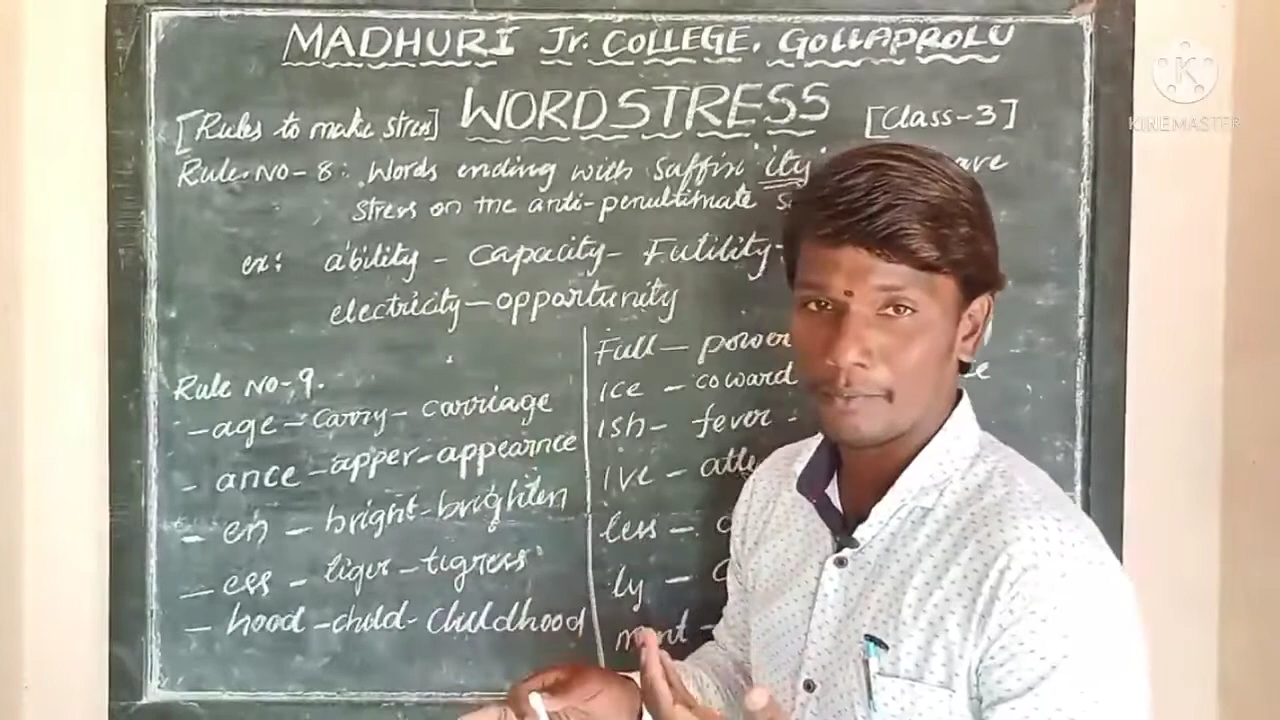 MADHURI Jr. COLLEGE, GOLLAPROLU
WORD STRESS
[Rules to make stress]
[Class-3]
Rule.No-8: Words ending with suffix 'ity'
stress on the anti-penultimate
ex: ability - capacity - Futility -
electricity - opportunity
Rule No-9.
- age - carry - carriage
- ance - apper - appearnce
- en - bright - brighten
- ess - tiger - tigress
- hood - child - childhood
Full - power
ice - coward
ish - fever -
ive -
less -
ly -
ment -
K
KINEMASTER